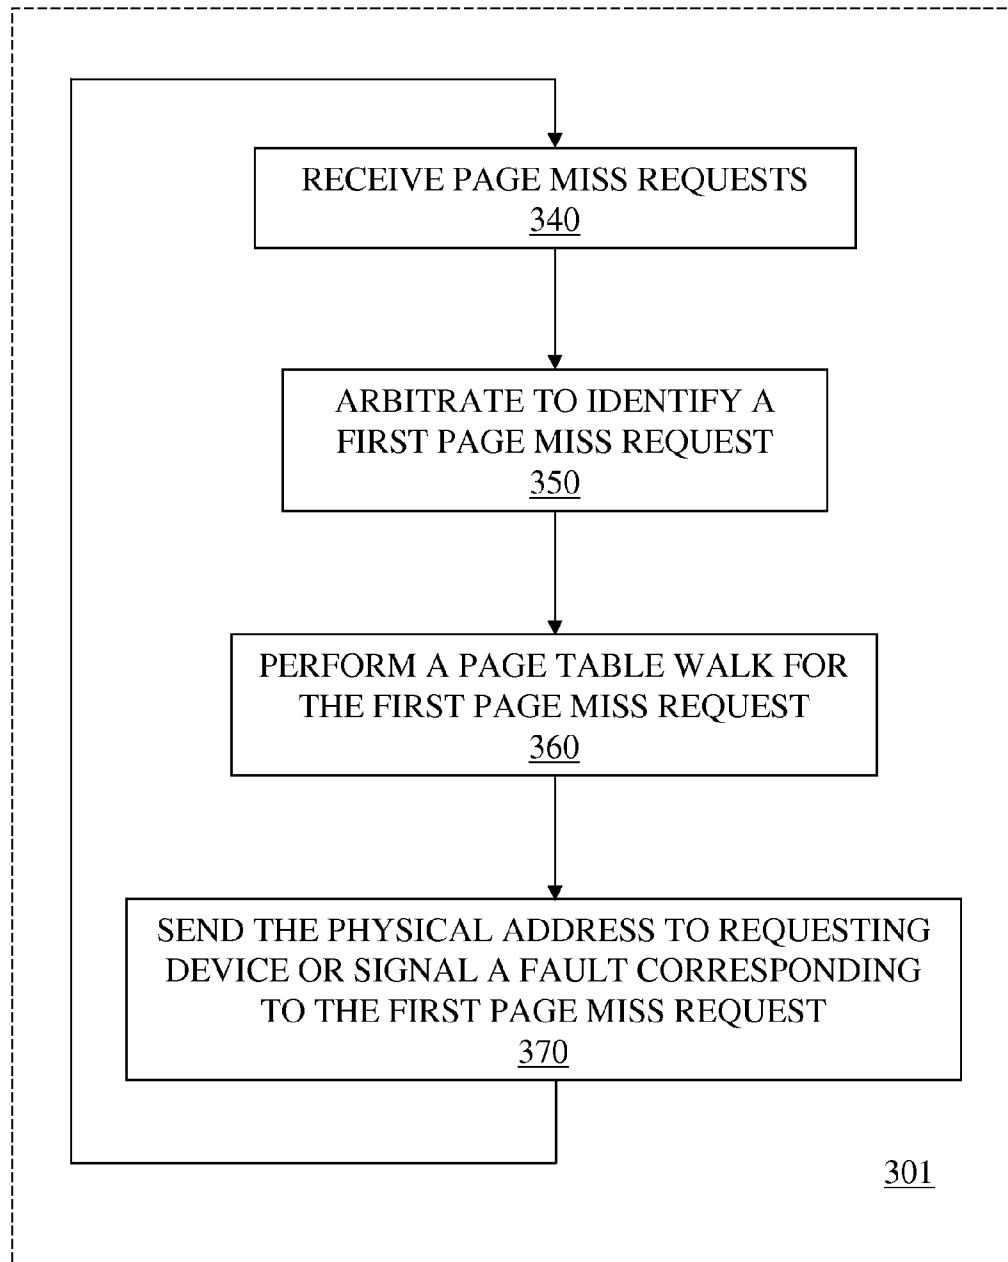 RECEIVE PAGE MISS REQUESTS
340
ARBITRATE TO IDENTIFY A
FIRST PAGE MISS REQUEST
350
PERFORM A PAGE TABLE WALK FOR
THE FIRST PAGE MISS REQUEST
360
SEND THE PHYSICAL ADDRESS TO REQUESTING
DEVICE OR SIGNAL A FAULT CORRESPONDING
TO THE FIRST PAGE MISS REQUEST
370
301